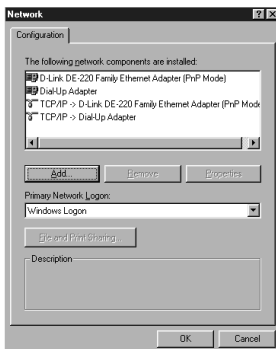 Network
Configuration
The following network components are installed:
D-Link DE-220 Family Ethernet Adapter (PnP Mode)
Dial-Up Adapter
TCP/IP -> D-Link DE-220 Family Ethernet Adapter (PnP Mode
TCP/IP -> Dial-Up Adapter
Add...
Remove
Properties
Primary Network Logon:
Windows Logon
File and Print Sharing...
Description
OK
Cancel